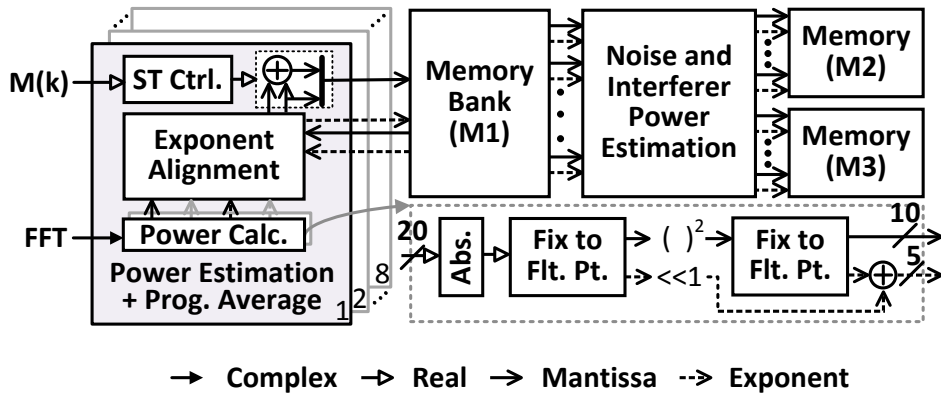 M(k)
ST Ctrl.
Exponent
Alignment
FFT
Power Calc.
Power Estimation
+ Prog. Average
1
2
8
Memory
Bank
(M1)
Noise and
Interferer
Power
Estimation
Memory
(M2)
Memory
(M3)
20
Abs.
Fix to
Flt. Pt.
( )²
<<1
Fix to
Flt. Pt.
10
5
Complex
Real
Mantissa
Exponent